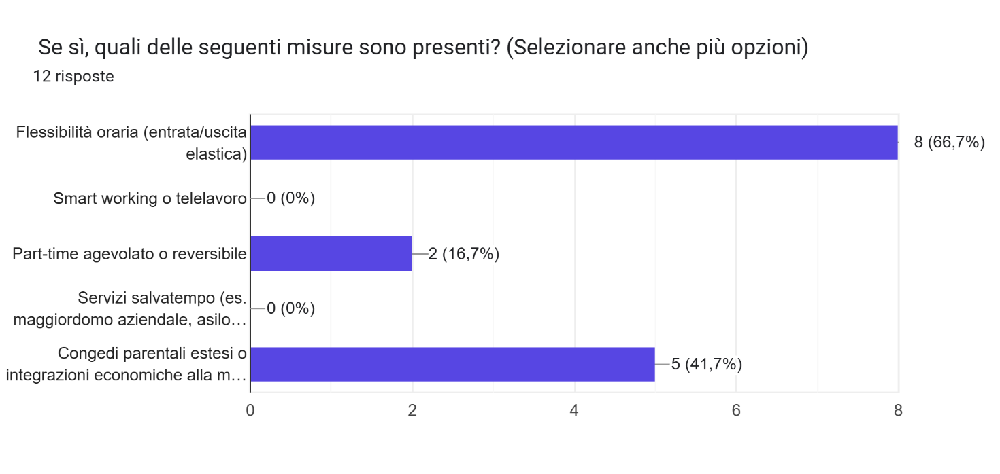 Se sì, quali delle seguenti misure sono presenti? (Selezionare anche più opzioni)
12 risposte
Flessibilità oraria (entrata/uscita
elastica)
8 (66,7%)
Smart working o telelavoro
0 (0%)
Part-time agevolato o reversibile
2 (16,7%)
Servizi salvatempo (es.
maggiordomo aziendale, asilo…
0 (0%)
Congedi parentali estesi o
integrazioni economiche alla m…
5 (41,7%)
0 2 4 6 8